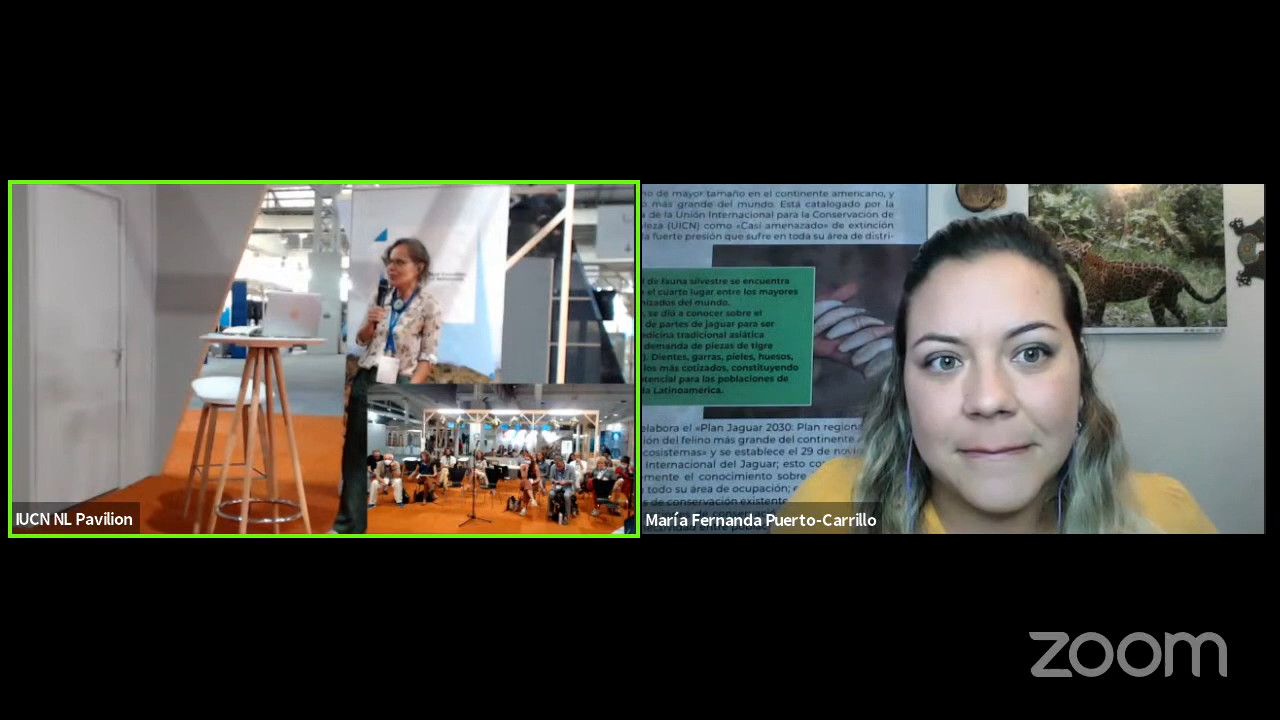 IUCN NL Pavilion
no de mayor tamaño en el continente americano, y
o más grande del mundo. Está catalogado por la
a de la Unión Internacional para la Conservación de
leza (UICN) como «Casi amenazado» de extinción
a fuerte presión que sufre en toda su área de distri-
l de fauna silvestre se encuentra
el cuarto lugar entre los mayores
nizados del mundo.
, se dió a conocer sobre el
de partes de jaguar para ser
edicina tradicional asiática
demanda de piezas de tigre
). Dientes, garras, pieles, huesos,
los más cotizados, constituyendo
tencial para las poblaciones de
da Latinoamérica.
elabora el «Plan Jaguar 2030: Plan regiona
ión del felino más grande del continente
cosistemas» y se establece el 29 de novi
Internacional del Jaguar; esto co
mente el conocimiento sobre
todo su área de ocupación;
s de conservación existente
María Fernanda Puerto-Carrillo
zoom